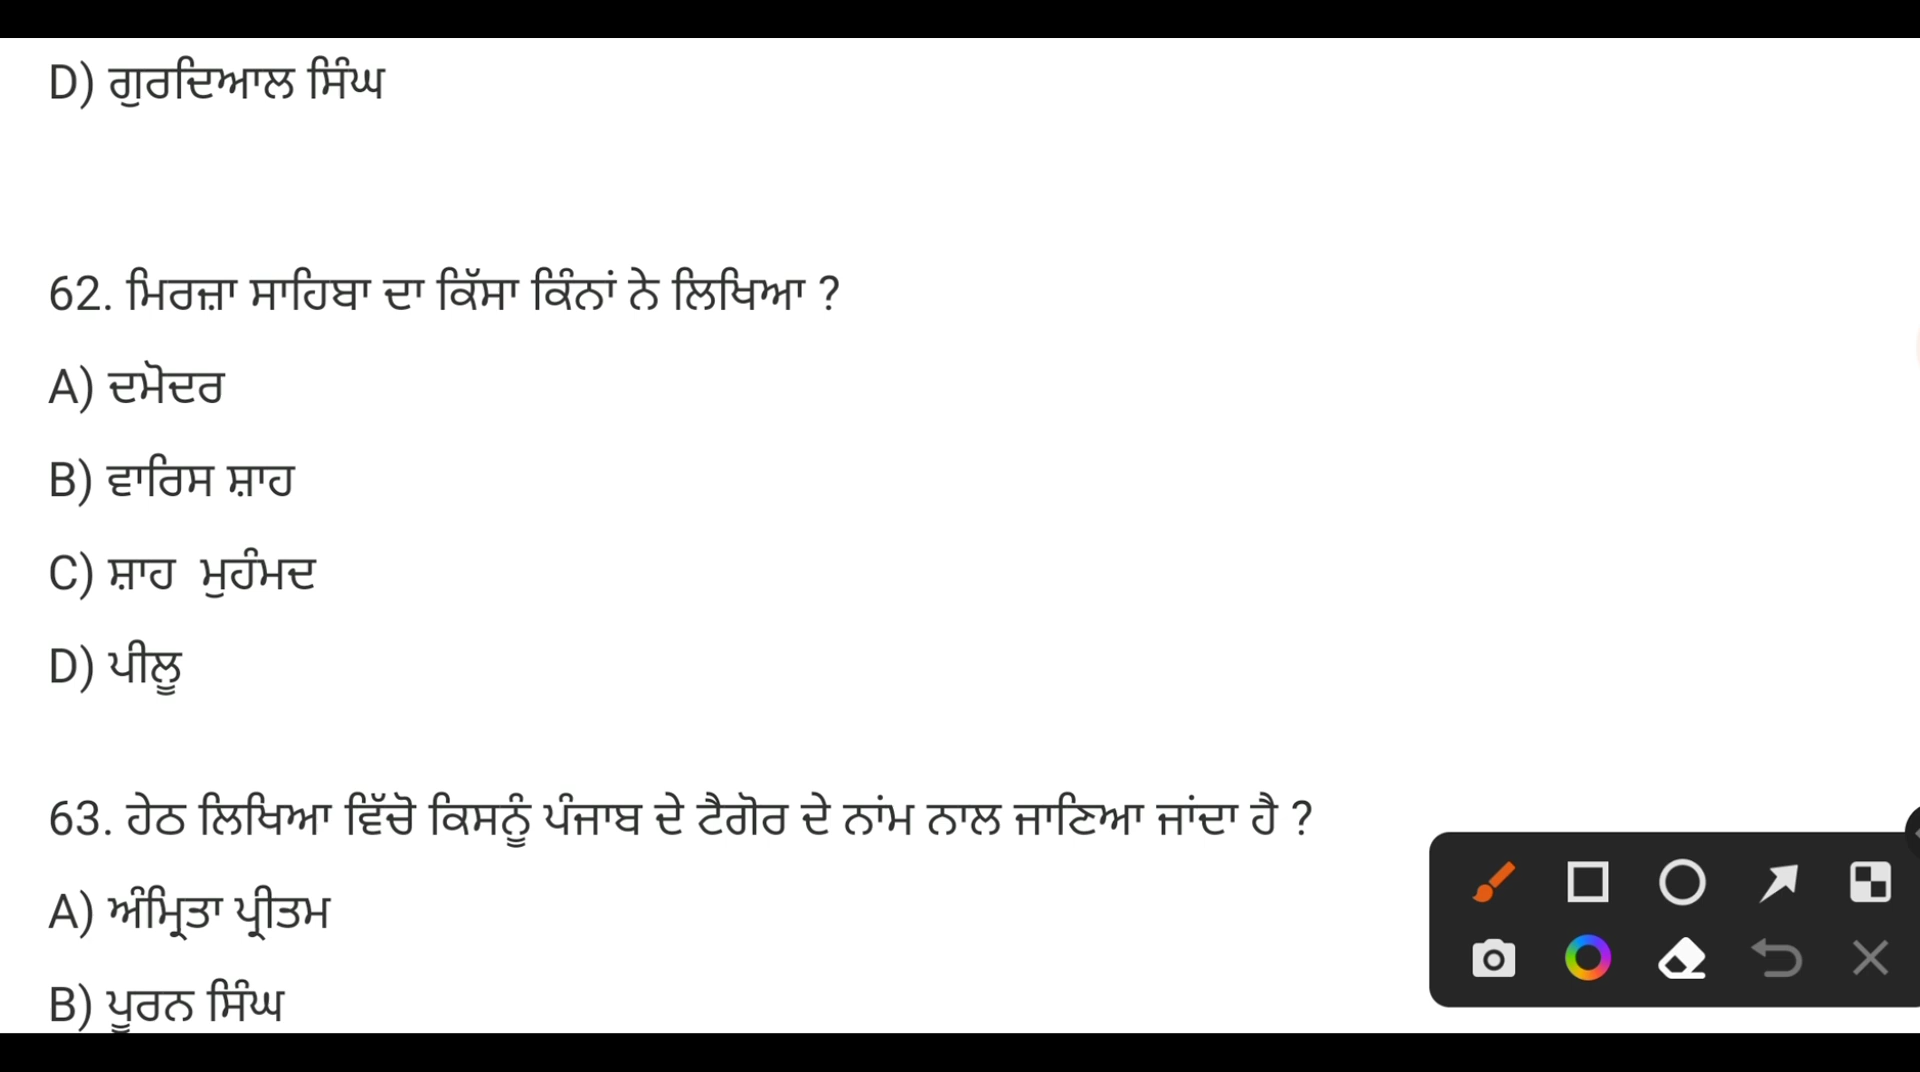 D) ਗੁਰਦਿਆਲ ਸਿੰਘ
62. ਮਿਰਜ਼ਾ ਸਾਹਿਬਾ ਦਾ ਕਿੱਸਾ ਕਿੰਨਾਂ ਨੇ ਲਿਖਿਆ ?
A) ਦਮੋਦਰ
B) ਵਾਰਿਸ ਸ਼ਾਹ
C) ਸ਼ਾਹ ਮੁਹੰਮਦ
D) ਪੀਲੂ
63. ਹੇਠ ਲਿਖਿਆ ਵਿੱਚੋ ਕਿਸਨੂੰ ਪੰਜਾਬ ਦੇ ਟੈਗੋਰ ਦੇ ਨਾਂਮ ਨਾਲ ਜਾਣਿਆ ਜਾਂਦਾ ਹੈ ?
A) ਅੰਮ੍ਰਿਤਾ ਪ੍ਰੀਤਮ
B) ਪੂਰਨ ਸਿੰਘ